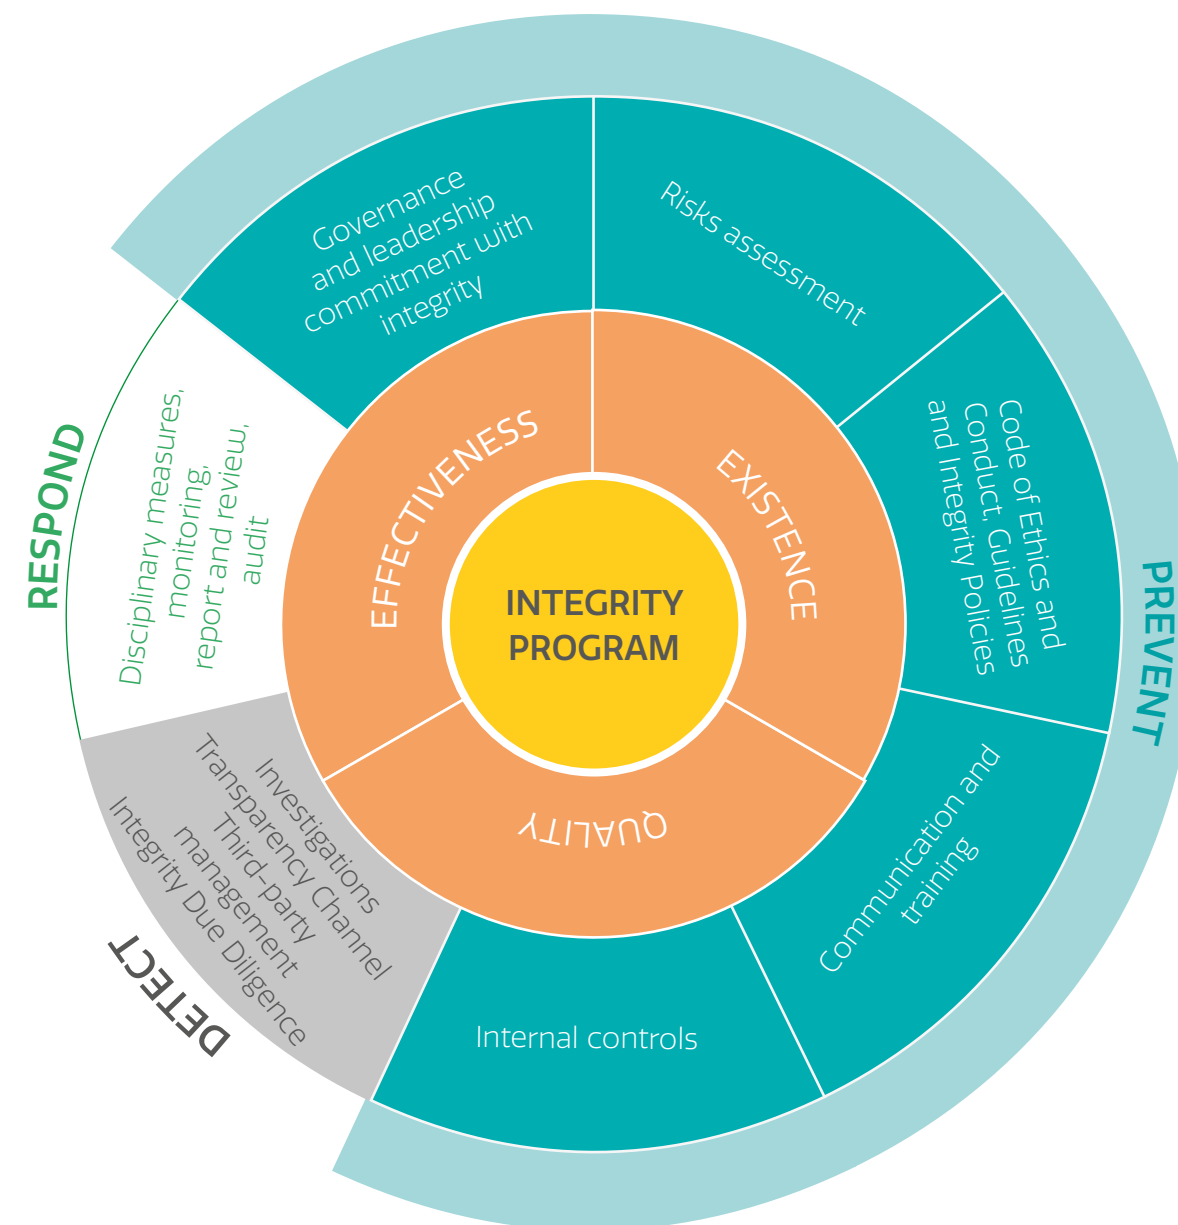 INTEGRITY
PROGRAM
EFFECTIVENESS
EXISTENCE
QUALITY
Governance
and leadership
commitment with
integrity
Risks assessment
Code of Ethics and
Conduct, Guidelines
and Integrity Policies
Communication and
training
Internal controls
PREVENT
Investigations
Transparency Channel
Third-party
management
Integrity Due Diligence
DETECT
Disciplinary measures,
monitoring,
report and review,
audit
RESPOND